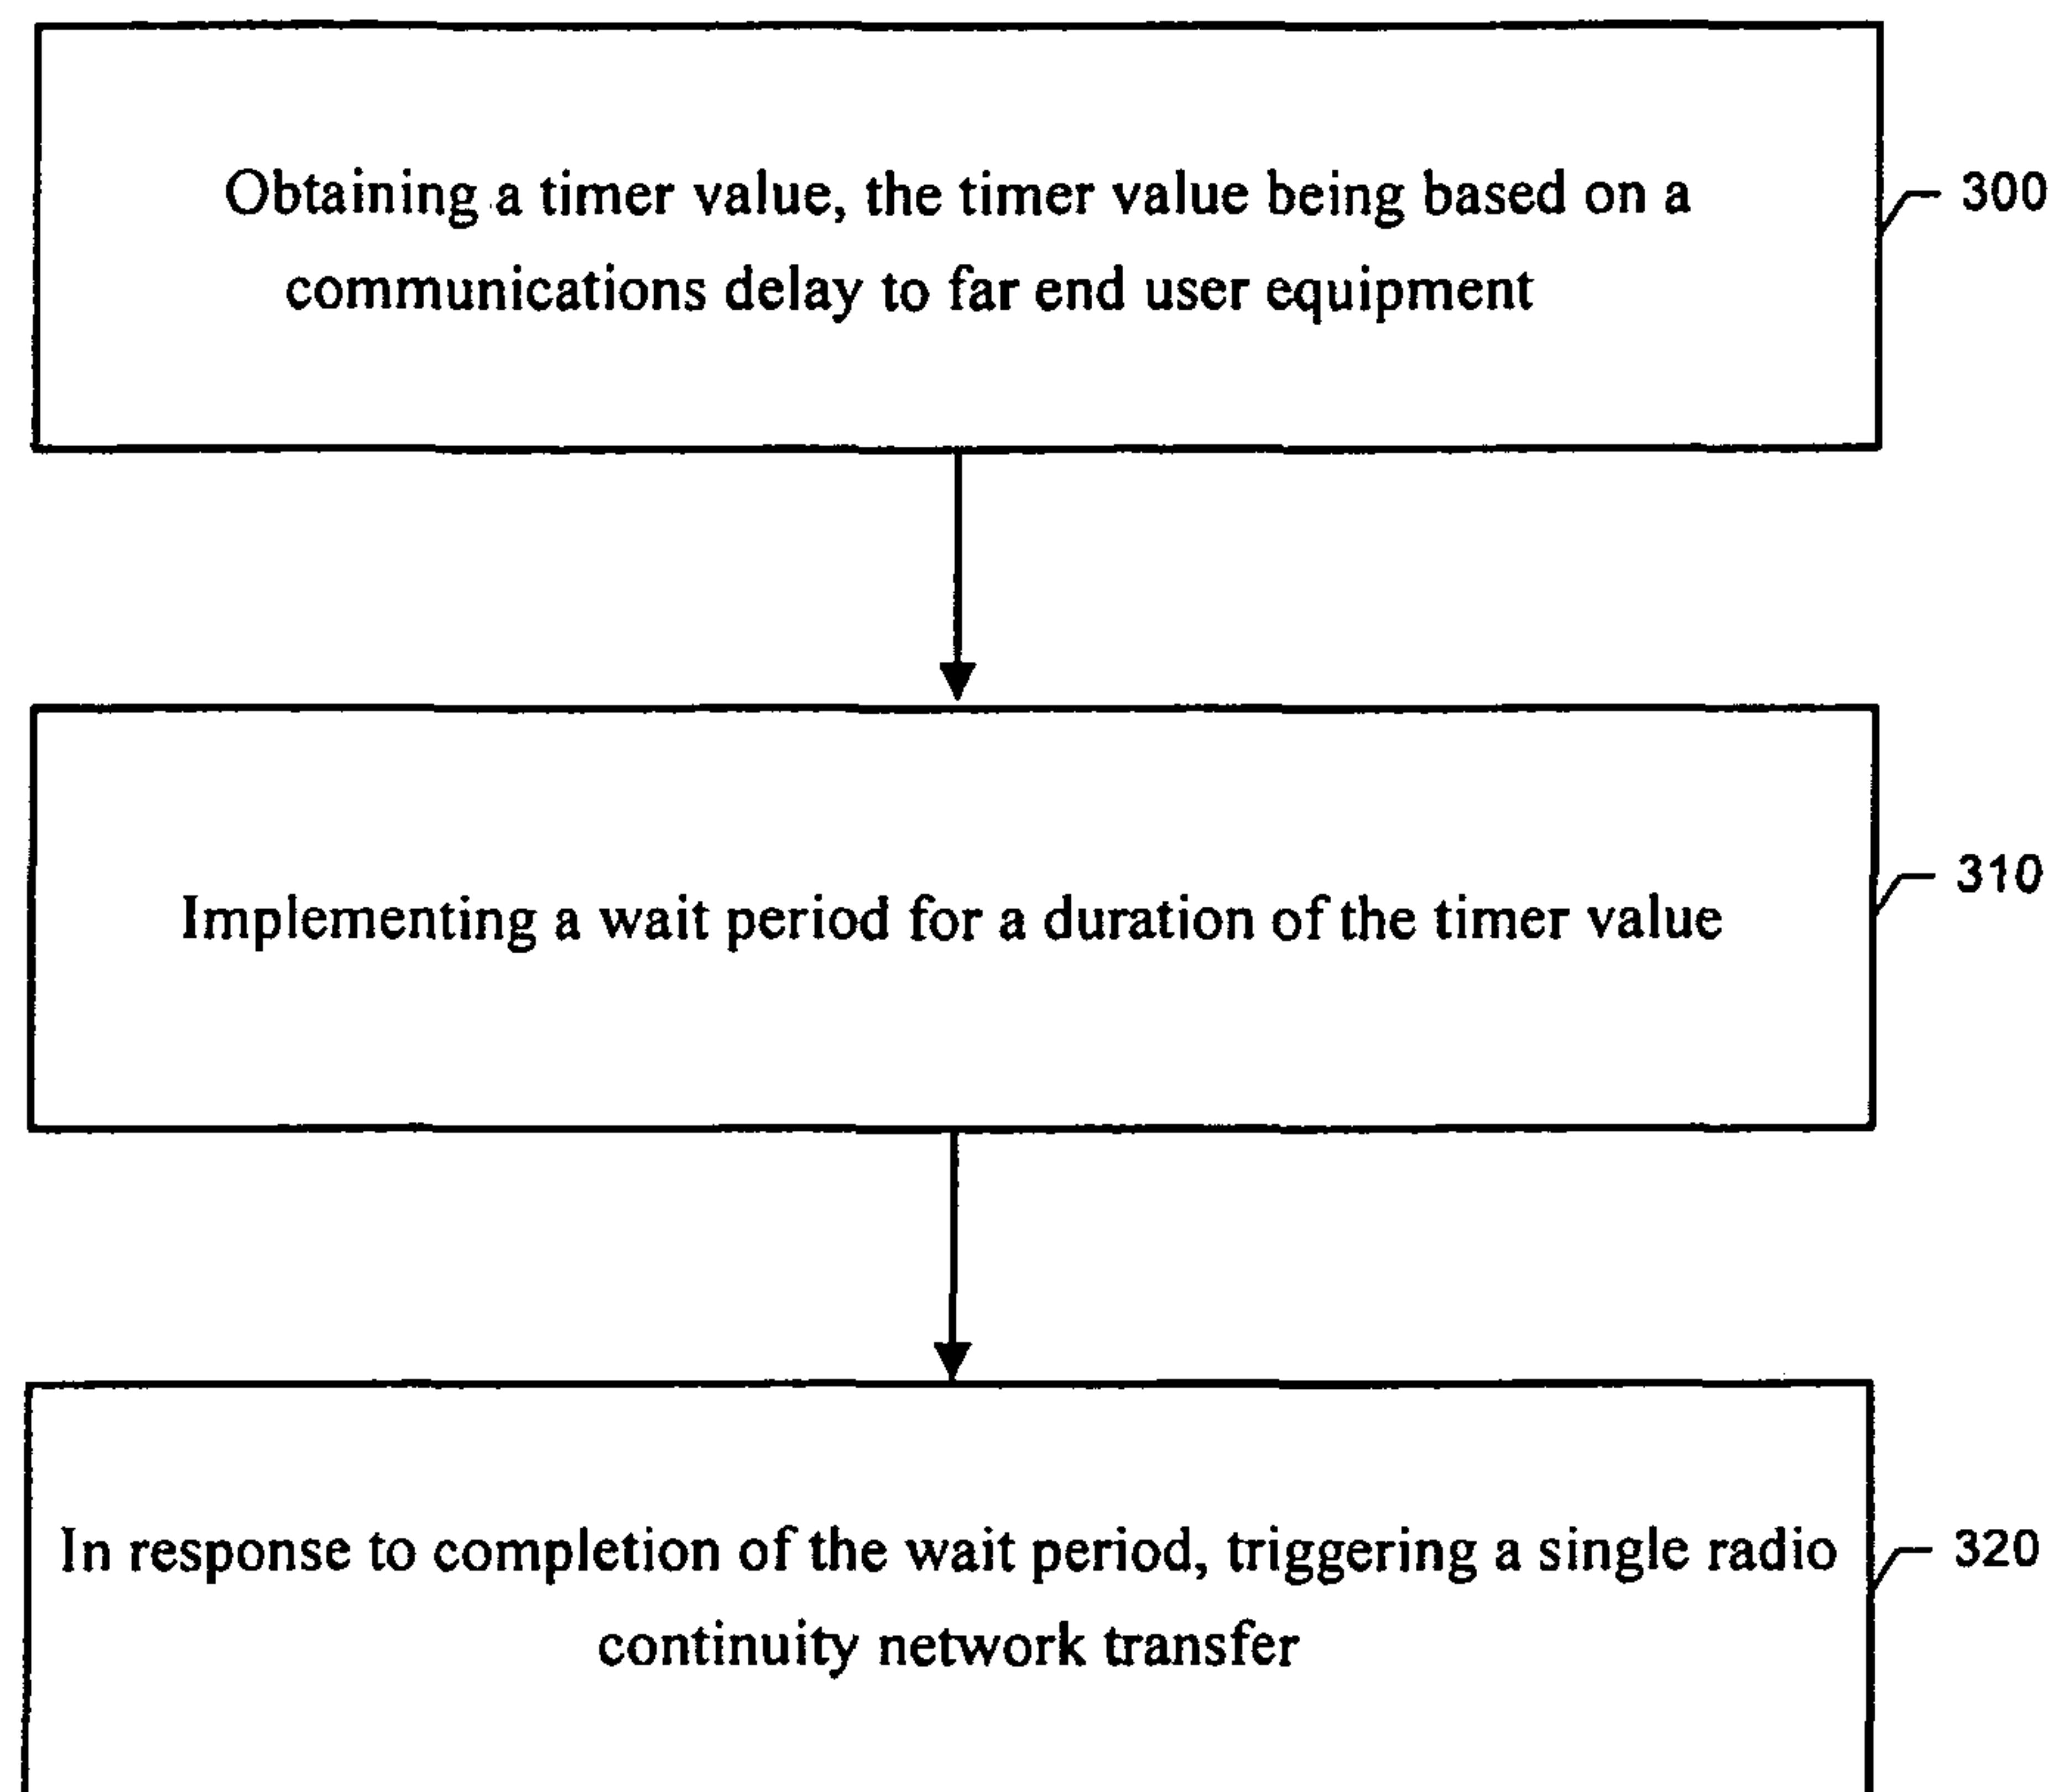 Obtaining a timer value, the timer value being based on a
communications delay to far end user equipment
300
Implementing a wait period for a duration of the timer value
310
In response to completion of the wait period, triggering a single radio
continuity network transfer
320